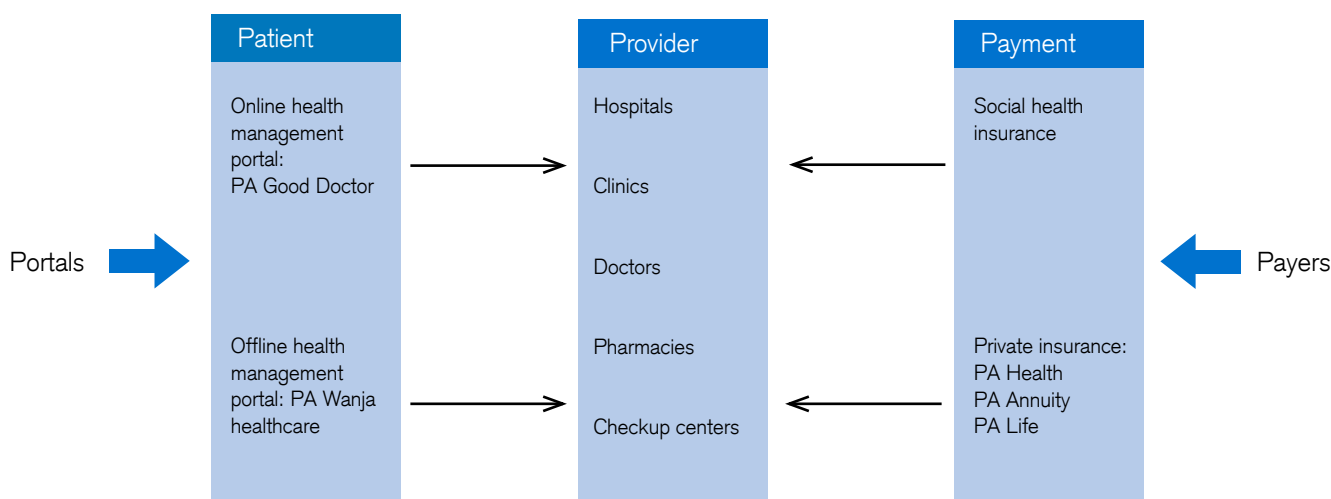 Portals
Patient
Online health
management
portal:
PA Good Doctor
Offline health
management
portal: PA Wanja
healthcare
Provider
Hospitals
Clinics
Doctors
Pharmacies
Checkup centers
Payment
Social health
insurance
Private insurance:
PA Health
PA Annuity
PA Life
Payers